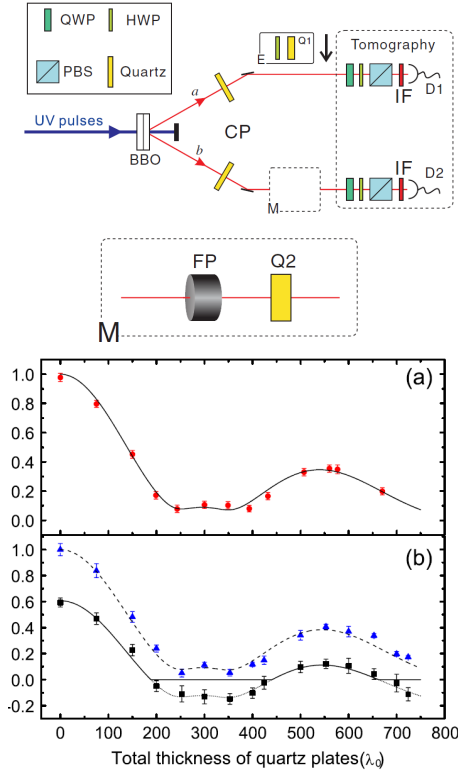 QWP HWP
PBS Quartz
E Q1
Tomography
UV pulses
a
b
BBO
CP
IF
D1
IF
D2
M
FP Q2
M
(a)
1.0
0.8
0.6
0.4
0.2
0.0
(b)
1.0
0.8
0.6
0.4
0.2
0.0
-0.2
0 100 200 300 400 500 600 700 800
Total thickness of quartz plates(λ0)